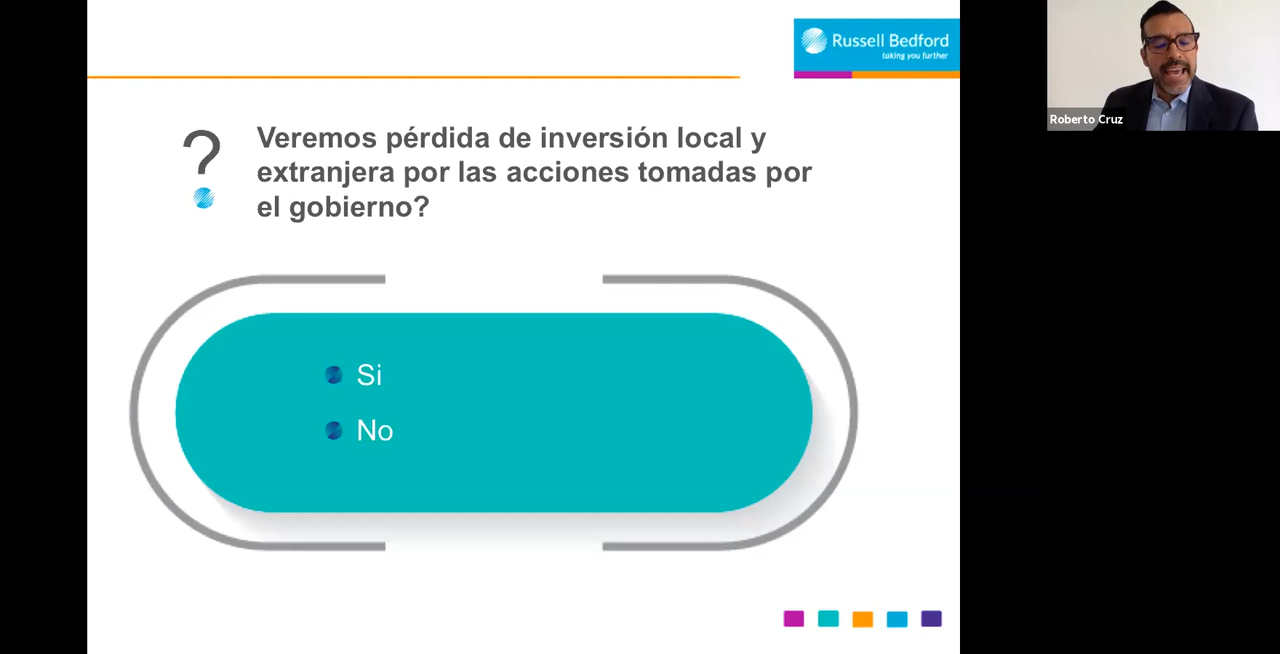 Russell Bedford
taking you further
Roberto Cruz
? Veremos pérdida de inversión local y
extranjera por las acciones tomadas por
el gobierno?
Si
No